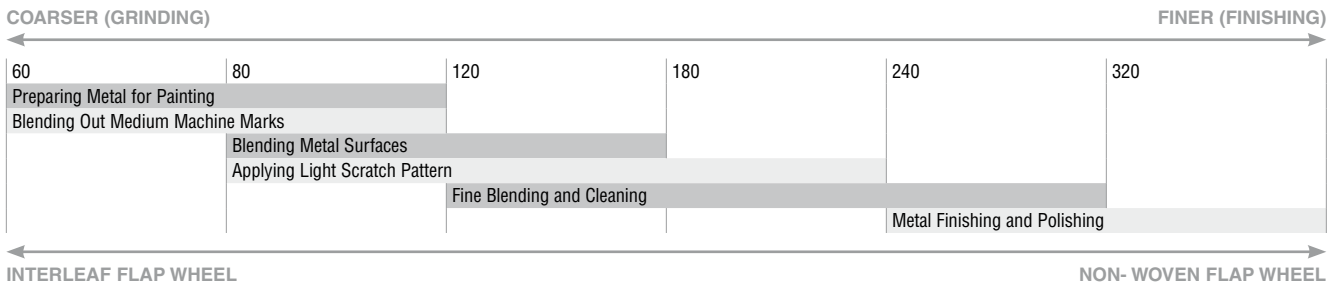 COARSER (GRINDING) FINER (FINISHING)
60 80 120 180 240 320
Preparing Metal for Painting
Blending Out Medium Machine Marks
Blending Metal Surfaces
Applying Light Scratch Pattern
Fine Blending and Cleaning
Metal Finishing and Polishing
INTERLEAF FLAP WHEEL NON- WOVEN FLAP WHEEL